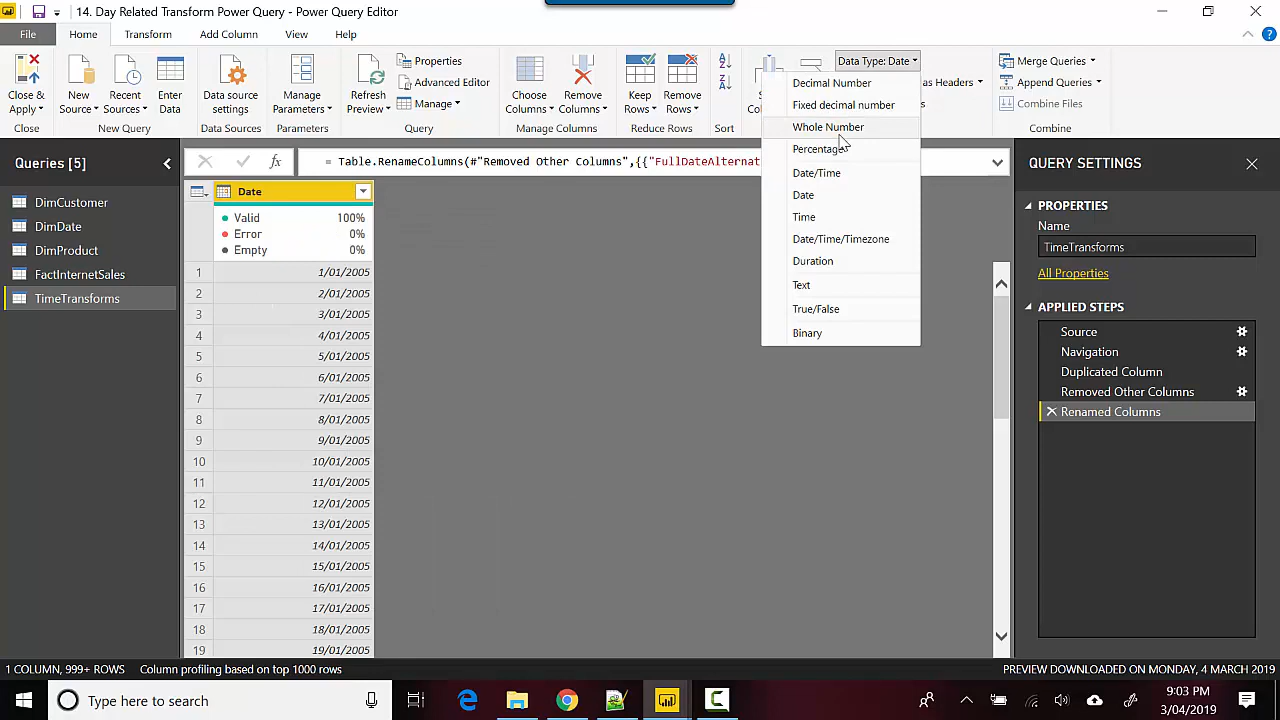 14. Day Related Transform Power Query - Power Query Editor
File
Home
Transform
Add Column
View
Help
Close &
Apply
Close
New
Source
Recent
Sources
Enter
Data
New Query
Data source
settings
Data Sources
Manage
Parameters
Parameters
Refresh
Preview
Properties
Advanced Editor
Manage
Query
Choose
Columns
Remove
Columns
Manage Columns
Keep
Rows
Remove
Rows
Reduce Rows
Sort
Data Type: Date
as Headers
Merge Queries
Append Queries
Combine Files
Combine
Decimal Number
Fixed decimal number
Whole Number
Percentage
Date/Time
Date
Time
Date/Time/Timezone
Duration
Text
True/False
Binary
Queries [5]
DimCustomer
DimDate
DimProduct
FactInternetSales
TimeTransforms
fx
= Table.RenameColumns(#"Removed Other Columns",{{"FullDateAlternat
Date
Valid 100%
Error 0%
Empty 0%
1 1/01/2005
2 2/01/2005
3 3/01/2005
4 4/01/2005
5 5/01/2005
6 6/01/2005
7 7/01/2005
8 8/01/2005
9 9/01/2005
10 10/01/2005
11 11/01/2005
12 12/01/2005
13 13/01/2005
14 14/01/2005
15 15/01/2005
16 16/01/2005
17 17/01/2005
18 18/01/2005
19 19/01/2005
QUERY SETTINGS
PROPERTIES
Name
TimeTransforms
All Properties
APPLIED STEPS
Source
Navigation
Duplicated Column
Removed Other Columns
Renamed Columns
1 COLUMN, 999+ ROWS
Column profiling based on top 1000 rows
PREVIEW DOWNLOADED ON MONDAY, 4 MARCH 2019
Type here to search
9:03 PM
3/04/2019